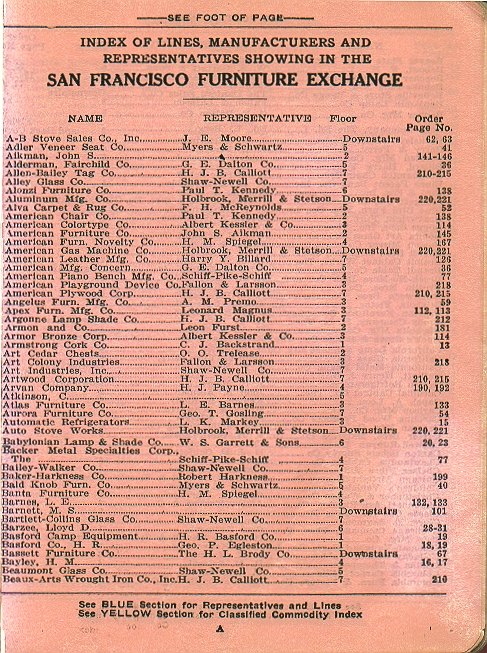 SEE FOOT OF PAGE
INDEX OF LINES, MANUFACTURERS AND
REPRESENTATIVES SHOWING IN THE
SAN FRANCISCO FURNITURE EXCHANGE
NAME REPRESENTATIVE Floor Order Page No.
A-B Stove Sales Co., Inc. J. E. Moore Downstairs 62, 63
Adler Veneer Seat Co. Myers & Schwartz 5 41
Aikman, John S. 2 141-146
Alderman, Fairchild Co. G. E. Dalton Co. 5 36
Allen-Bailey Tag Co. H. J. B. Calliott 7 210-215
Alley Glass Co. Shaw-Newell Co. 7
Alonzi Furniture Co. Paul T. Kennedy 6 138
Aluminum Mfg. Co. Holbrook, Merrill & Stetson Downstairs 220, 221
Alva Carpet & Rug Co. F. H. McReynolds 5 53
American Chair Co. Paul T. Kennedy 2 138
American Colortype Co. Albert Kessler & Co. 3 114
American Furniture Co. John S. Aikman 2 145
American Furn. Novelty Co. H. M. Spiegel 4 167
American Gas Machine Co. Holbrook, Merrill & Stetson Downstairs 220, 221
American Leather Mfg. Co. Harry Y. Billard 7 126
American Mfg. Concern G. E. Dalton Co. 5 36
American Piano Bench Mfg. Co. Schiff-Pike-Schiff 4 77
American Playground Device Co. Fallon & Larsson 3 218
American Plywood Corp. H. J. B. Calliott 7 210, 215
Angelus Furn. Mfg. Co. A. M. Premo 3 59
Apex Furn. Mfg. Co. Leonard Magnus 3 112, 113
Argonne Lamp Shade Co. H. J. B. Calliott 7 212
Armon and Co. Leon Furst 2 181
Armor Bronze Corp. Albert Kessler & Co. 3 114
Armstrong Cork Co. C. J. Backstrand 1 13
Art Cedar Chests O. O. Trelease 2
Art Colony Industries Fallon & Larsson 3 218
Art Industries, Inc. Shaw-Newell Co. 7
Artwood Corporation H. J. B. Calliott 7 210, 215
Arvan Company H. J. Payne 4 190, 192
Atkinson, C. 5
Atlas Furniture Co. L. E. Barnes 3 133
Aurora Furniture Co. Geo. T. Gosling 7 54
Automatic Refrigerators L. K. Markey 3 15
Auto Stove Works Holbrook, Merrill & Stetson Downstairs 220, 221
Babylonian Lamp & Shade Co. W. S. Garrett & Sons 6 20, 23
Backer Metal Specialties Corp.,
The Schiff-Pike-Schiff 4 77
Bailey-Walker Co. Shaw-Newell Co. 7
Baker-Harkness Co. Robert Harkness 1 199
Bald Knob Furn. Co. Myers & Schwartz 5 40
Banta Furniture Co. H. M. Spiegel 4
Barnes, L. E. 3 132, 133
Barnett, M. S. Downstairs 101
Bartlett-Collins Glass Co. Shaw-Newell Co. 7
Barzee, Lloyd D. 6 28-31
Basford Camp Equipment H. R. Basford Co. 1 19
Basford Co., H. R. Geo. P. Egleston 1 18, 19
Bassett Furniture Co. The H. L. Brody Co. Downstairs 67
Bayley, H. M. 4 16, 17
Beaumont Glass Co. Shaw-Newell Co. 5
Beaux-Arts Wrought Iron Co., Inc. H. J. B. Calliott 7 210
See BLUE Section for Representatives and Lines
See YELLOW Section for Classified Commodity Index
A